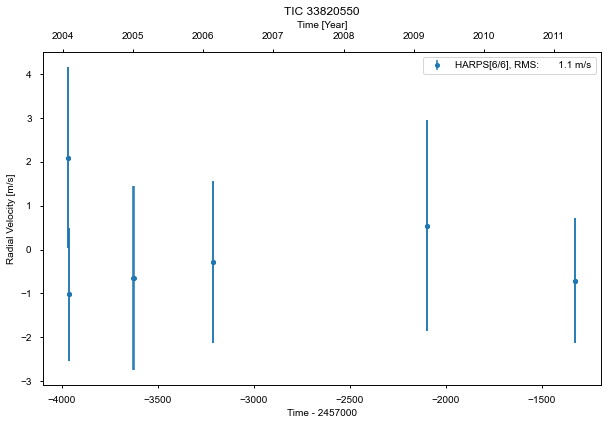 TIC 33820550
Time [Year]
2004 2005 2006 2007 2008 2009 2010 2011
HARPS[6/6], RMS: 1.1 m/s
4
3
2
1
0
−1
−2
−3
Radial Velocity [m/s]
−4000 −3500 −3000 −2500 −2000 −1500
Time - 2457000